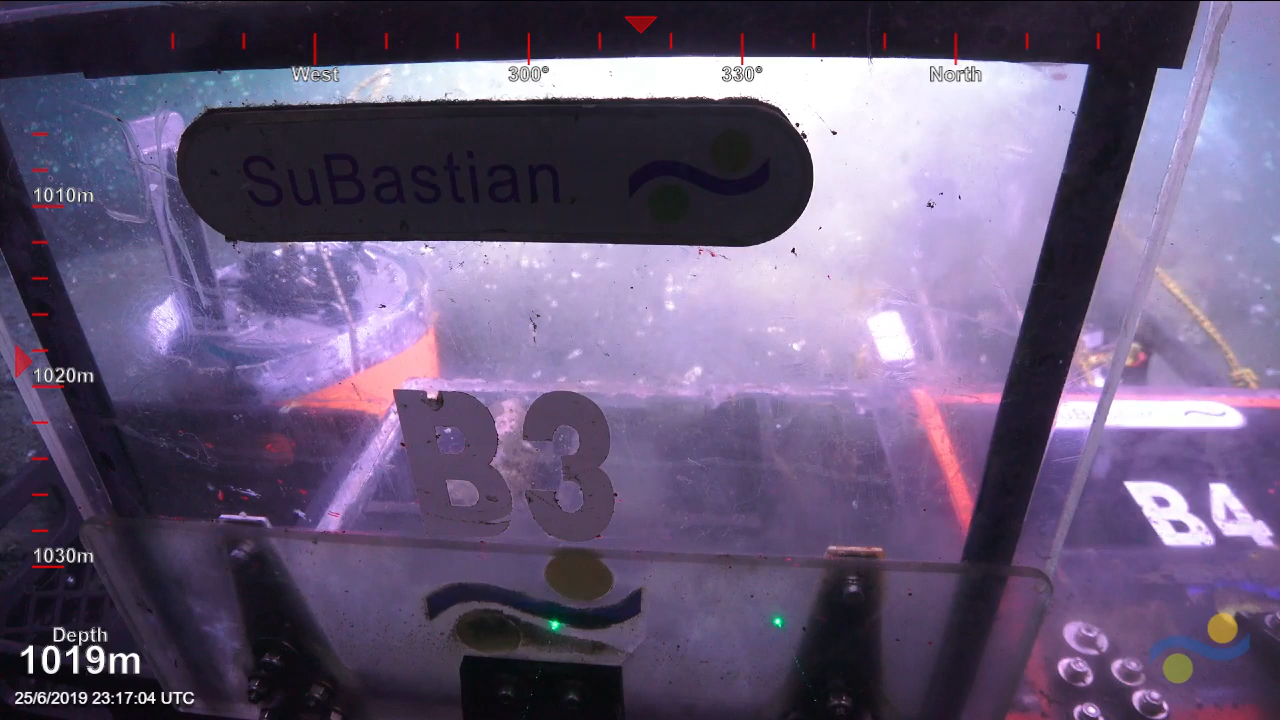 West 300° 330° North
SuBastian
1010m
1020m
B3
B4
1030m
Depth
1019m
25/6/2019 23:17:04 UTC